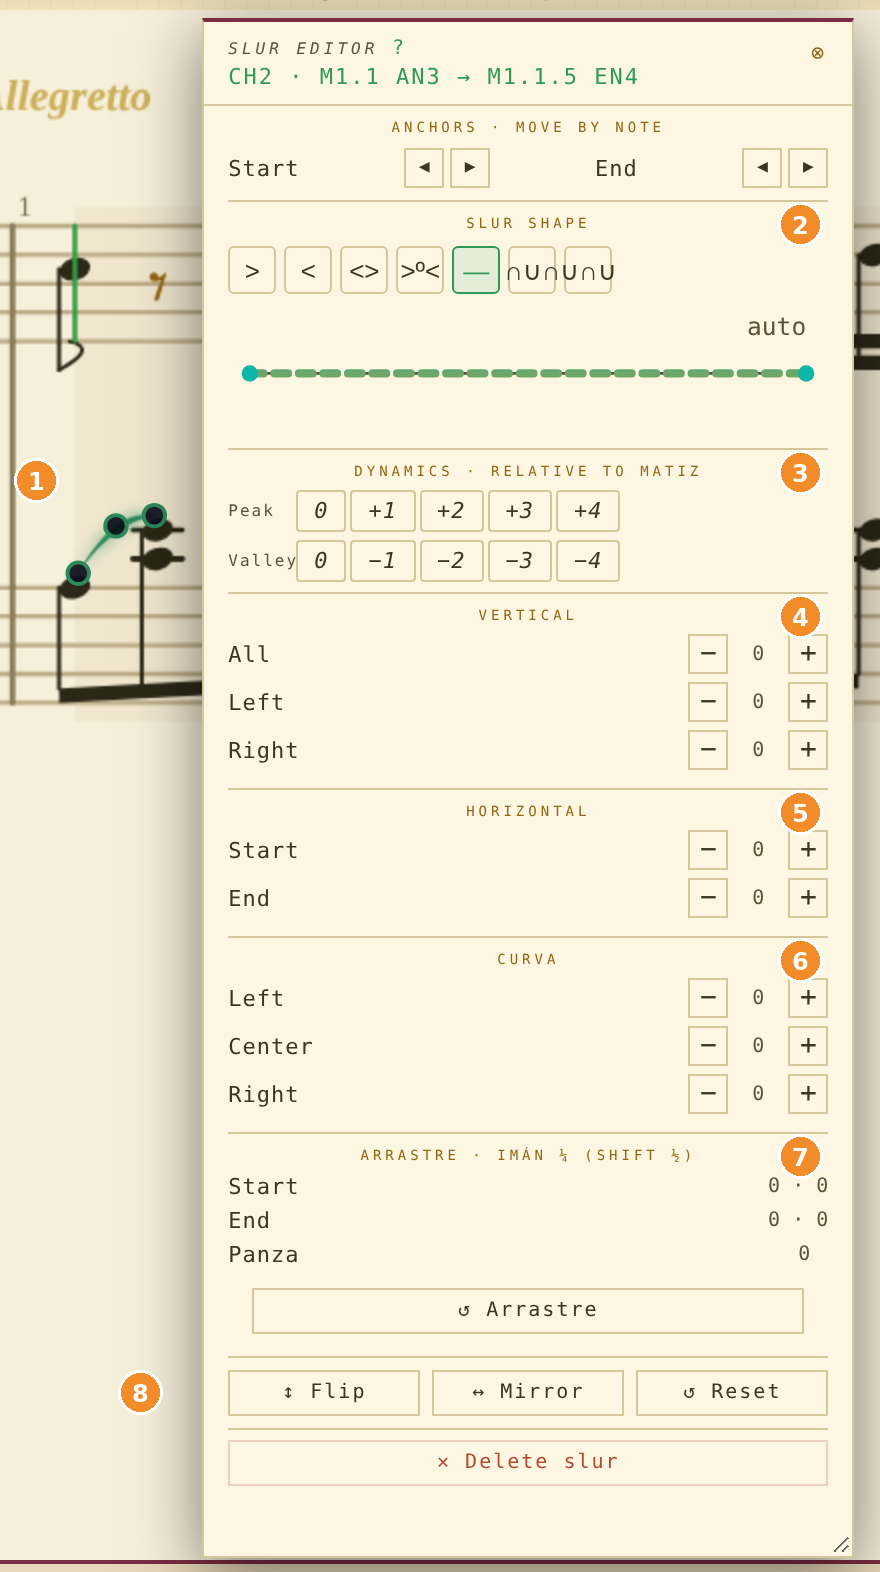 SLUR EDITOR ?
⊗
CH2 · M1.1 AN3 → M1.1.5 EN4
llegretto
ANCHORS · MOVE BY NOTE
Start ◄ ► End ◄ ►
1
SLUR SHAPE 2
> < <> >º< — ∩∪∩ ∪∩∪
auto
1
DYNAMICS · RELATIVE TO MATIZ 3
Peak 0 +1 +2 +3 +4
Valley 0 −1 −2 −3 −4
VERTICAL 4
All − 0 +
Left − 0 +
Right − 0 +
HORIZONTAL 5
Start − 0 +
End − 0 +
CURVA 6
Left − 0 +
Center − 0 +
Right − 0 +
ARRASTRE · IMÁN ¼ (SHIFT ½) 7
Start 0 · 0
End 0 · 0
Panza 0
↺ Arrastre
8
↕ Flip ↔ Mirror ↺ Reset
× Delete slur